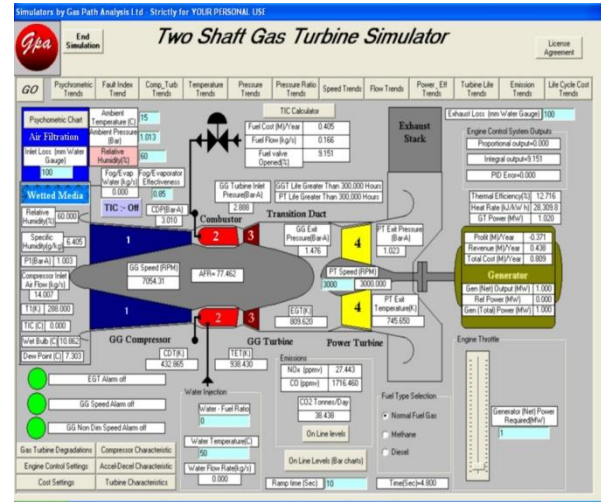 Simulators by Gas Path Analysis Ltd - Strictly for YOUR PERSONAL USE
Gpa
End Simulation
Two Shaft Gas Turbine Simulator
License Agreement
GO
Psychrometric Trends
Fault Index Trend
Comp_Turb Trends
Temperature Trends
Pressure Trends
Pressure Ratio Trends
Speed Trends
Flow Trends
Power_Eff Trends
Turbine Life Trends
Emission Trends
Life Cycle Cost Trends
Psychometric Chart
Ambient Temperature (C) 15
Air Filtration
Ambient Pressure (Bar) 1.013
Inlet Loss (mm Water Gauge) 100
Relative Humidity(%) 60
Fog/Evap Water(kg/s) 0.000
Fog/Evaporator Effectiveness 0.85
Wetted Media
TIC :- Off
CDP(Bar-A) 3.010
Relative Humidity(%) 60.000
Specific Humidity(g/kg) 6.405
P1(Bar-A) 1.003
Compressor Inlet Air Flow (kg/s) 14.007
T1(K) 288.000
TIC (C) 0.000
Wet Bulb (C) 10.862
Dew Point (C) 7.303
TIC Calculator
Fuel Cost (M)/Year 0.405
Fuel Flow (kg/s) 0.166
Fuel valve Opened(%) 9.151
GG Turbine Inlet Pressure(Bar-A) 2.888
GGT Life Greater Than 300,000 Hours
PT Life Greater Than 300,000 Hours
Combustor
Transition Duct
Exhaust Stack
1
2
3
4
GG Exit Pressure(Bar-A) 1.476
PT Exit Pressure (Bar-A) 1.023
GG Speed (RPM) 7054.31
AFR= 77.462
PT Speed (RPM)
3000 3000.000
1
2
3
4
EGT(K) 809.620
PT Exit Temperature(K) 745.650
GG Compressor
CDT(K) 432.865
TET(K) 938.430
GG Turbine
Power Turbine
Exhaust Loss (mm Water Gauge) 100
Engine Control System Outputs
Proportional output=0.000
Integral output=9.151
PID Error=0.000
Thermal Efficiency(%) 12.716
Heat Rate (kJ/kW h) 28,309.8
GT Power (MW) 1.020
Profit (M)/Year -0.371
Revenue (M)/Year 0.438
Total Cost (M)/Year 0.809
Generator
Gen (Net) Output (MW) 1.000
Ref Power (MW) 0.000
Gen (Total) Power (MW) 1.000
EGT Alarm off
GG Speed Alarm off
GG Non Dim Speed Alarm off
Water Injection
Water - Fuel Ratio
0
Water Temperature(C)
50
Water Flow Rate(kg/s)
0.000
Emissions
NOx (ppmv) 27.443
CO (ppmv) 1716.460
CO2 Tonnes/Day
38.438
On Line levels
On Line Levels (Bar charts)
Ramp time (Sec) 10
Fuel Type Selection
Normal Fuel Gas
Methane
Diesel
Time(Sec)=4.800
Engine Throttle
Generator (Net) Power Required(MW)
1
Gas Turbine Degradations
Compressor Characteristic
Engine Control Settings
Accel-Decel Characteristic
Cost Settings
Turbine Characteristics